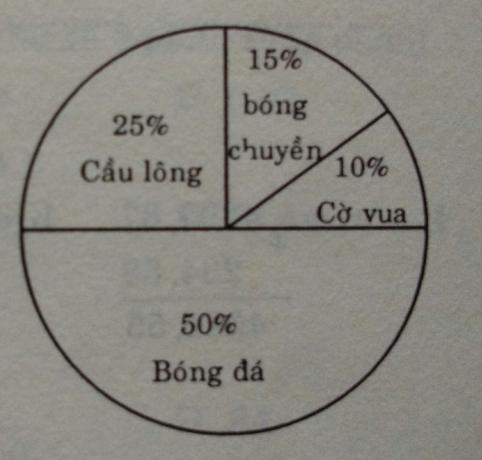 15%
bóng
chuyền
25%
Cầu lông
10%
Cờ vua
50%
Bóng đá